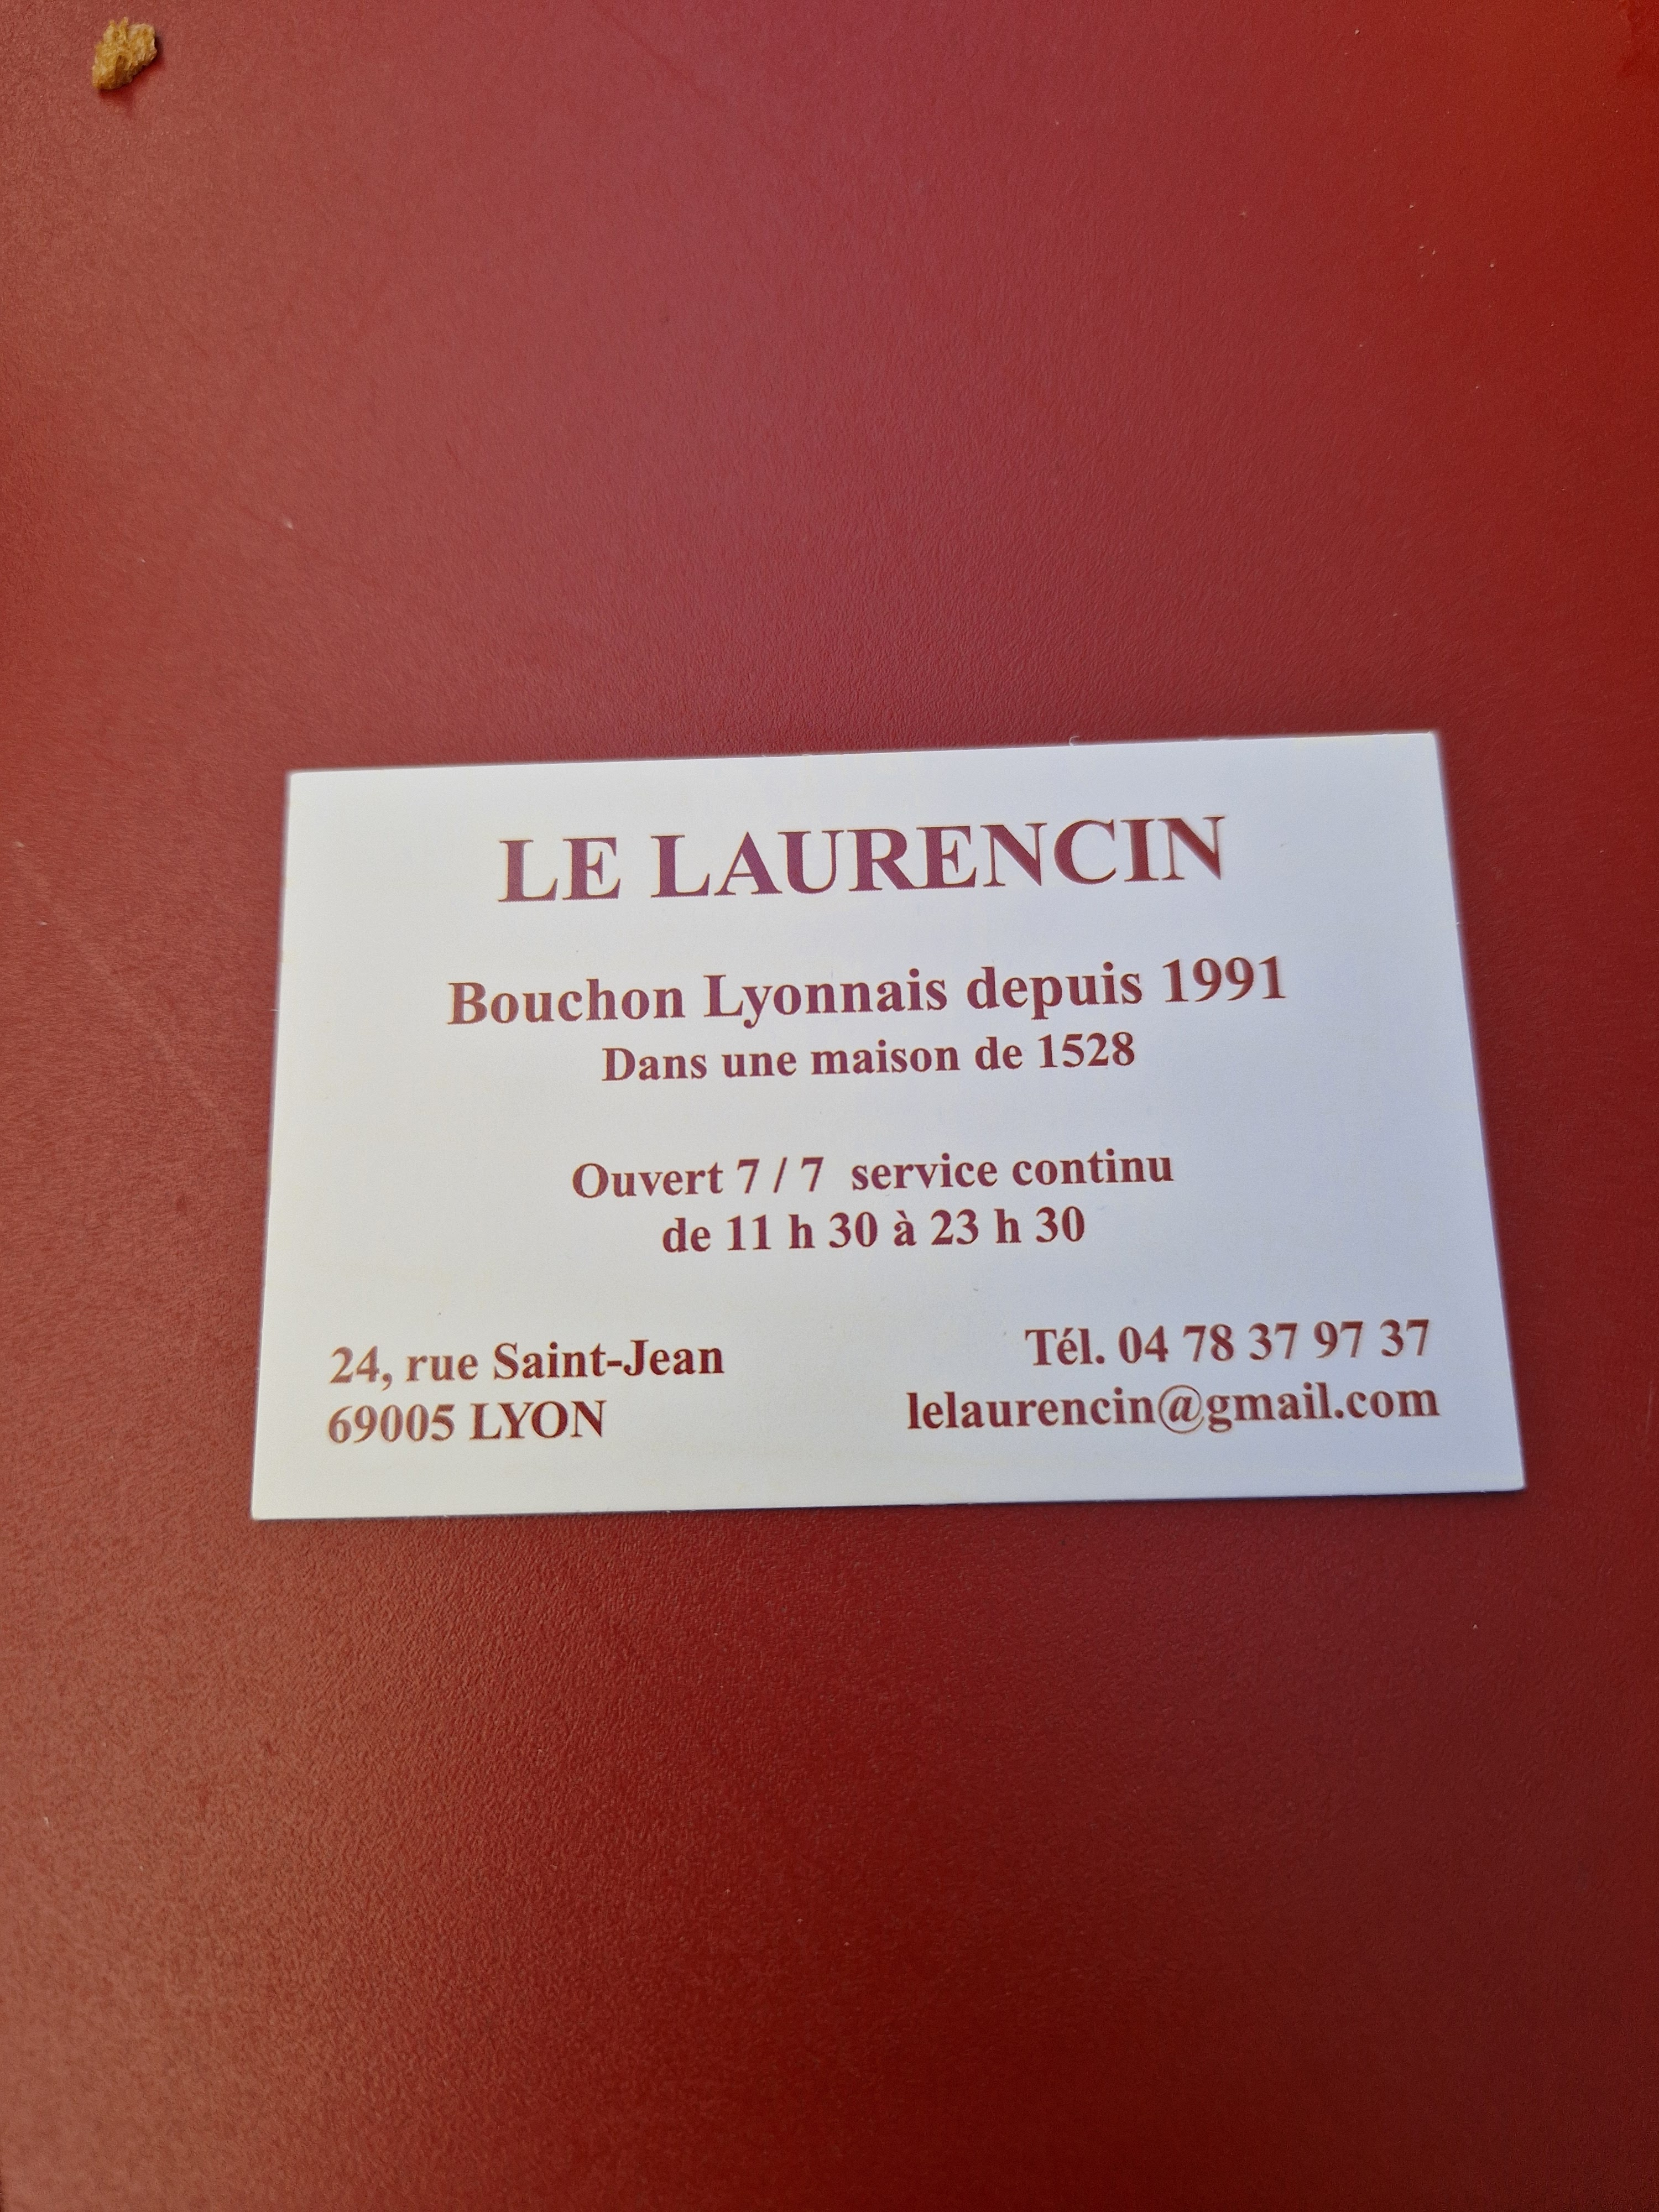 LE LAURENCIN
Bouchon Lyonnais depuis 1991
Dans une maison de 1528
Ouvert 7 / 7 service continu
de 11 h 30 à 23 h 30
24, rue Saint-Jean
69005 LYON
Tél. 04 78 37 97 37
lelaurencin@gmail.com